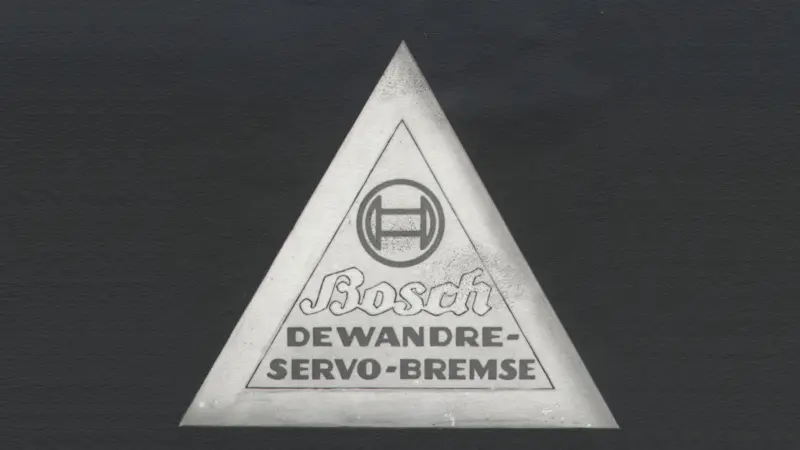 Bosch
DEWANDRE-
SERVO-BREMSE